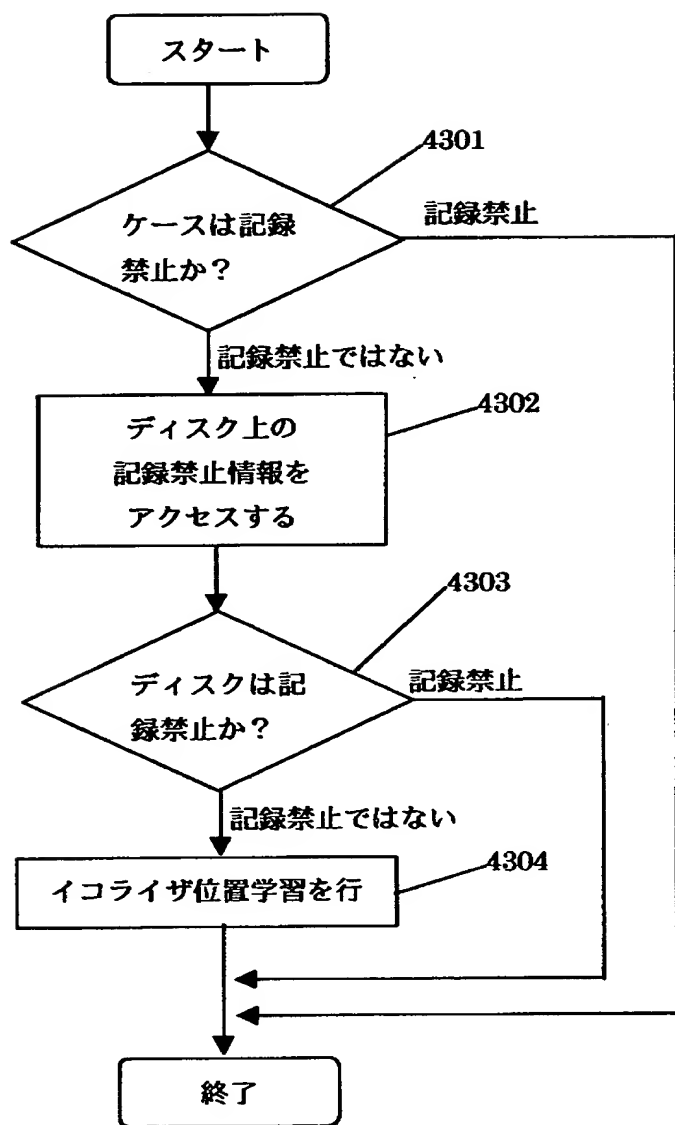 スタート
4301
ケースは記録
禁止か？
記録禁止
記録禁止ではない
4302
ディスク上の
記録禁止情報を
アクセスする
4303
ディスクは記
録禁止か？
記録禁止
記録禁止ではない
4304
イコライザ位置学習を行
終了